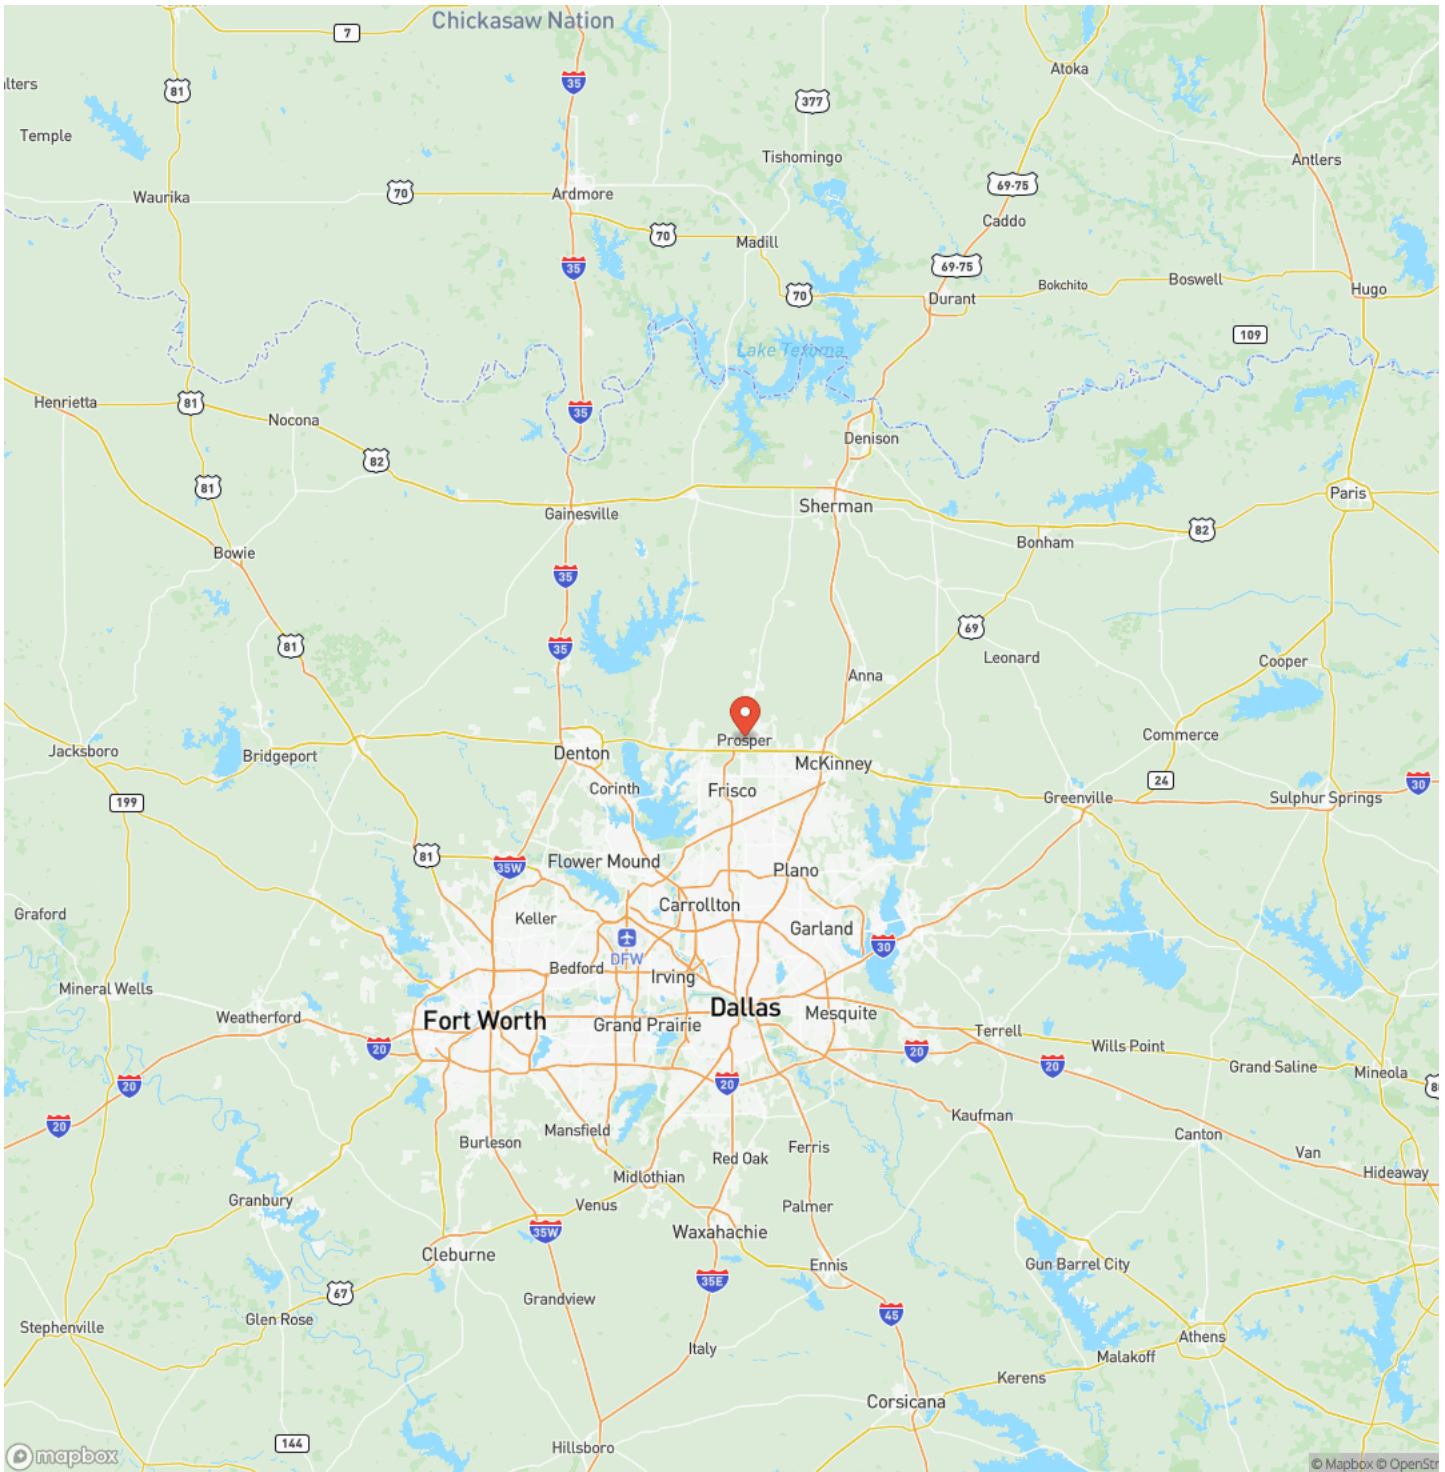 Chickasaw Nation
7
35
Atoka
alters
81
377
Temple
Tishomingo
Antlers
69-75
Waurika
70
Ardmore
Caddo
70
Madill
35
69-75
Boswell
70
Durant
Bokchito
Hugo
109
Lake Texoma
Henrietta
81
Nocona
35
Denison
82
81
Paris
Gainesville
Sherman
82
Bowie
Bonham
35
69
81
35
Leonard
Cooper
Anna
Prosper
Commerce
Jacksboro
Bridgeport
Denton
McKinney
24
30
Corinth
Frisco
Greenville
Sulphur Springs
199
81
35W
Flower Mound
Plano
Graford
Keller
Carrollton
Garland
30
DFW
Bedford
Irving
Mineral Wells
Weatherford
Fort Worth
Grand Prairie
Dallas
Mesquite
Terrell
20
20
Wills Point
20
Grand Saline
Mineola
20
20
8
Kaufman
20
Burleson
Mansfield
Ferris
Canton
Red Oak
Van
Midlothian
Hideaway
Granbury
Venus
Palmer
35W
Waxahachie
Cleburne
Ennis
Gun Barrel City
35E
67
Grandview
45
Glen Rose
Stephenville
Italy
Athens
Malakoff
Kerens
Corsicana
144
Hillsboro
mapbox
© Mapbox © OpenStr